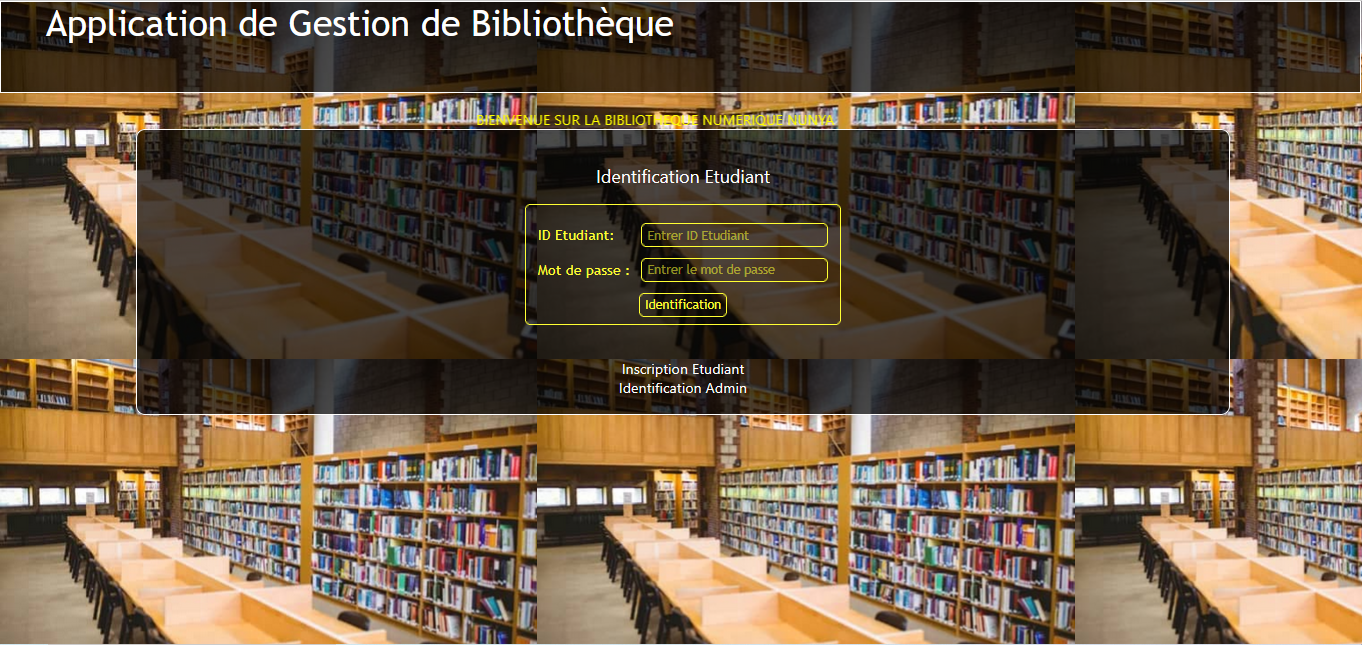 Application de Gestion de Bibliothèque
BIENVENUE SUR LA BIBLIOTHEQUE NUMERIQUE NUNYA
Identification Etudiant
ID Etudiant: Entrer ID Etudiant
Mot de passe : Entrer le mot de passe
Identification
Inscription Etudiant
Identification Admin